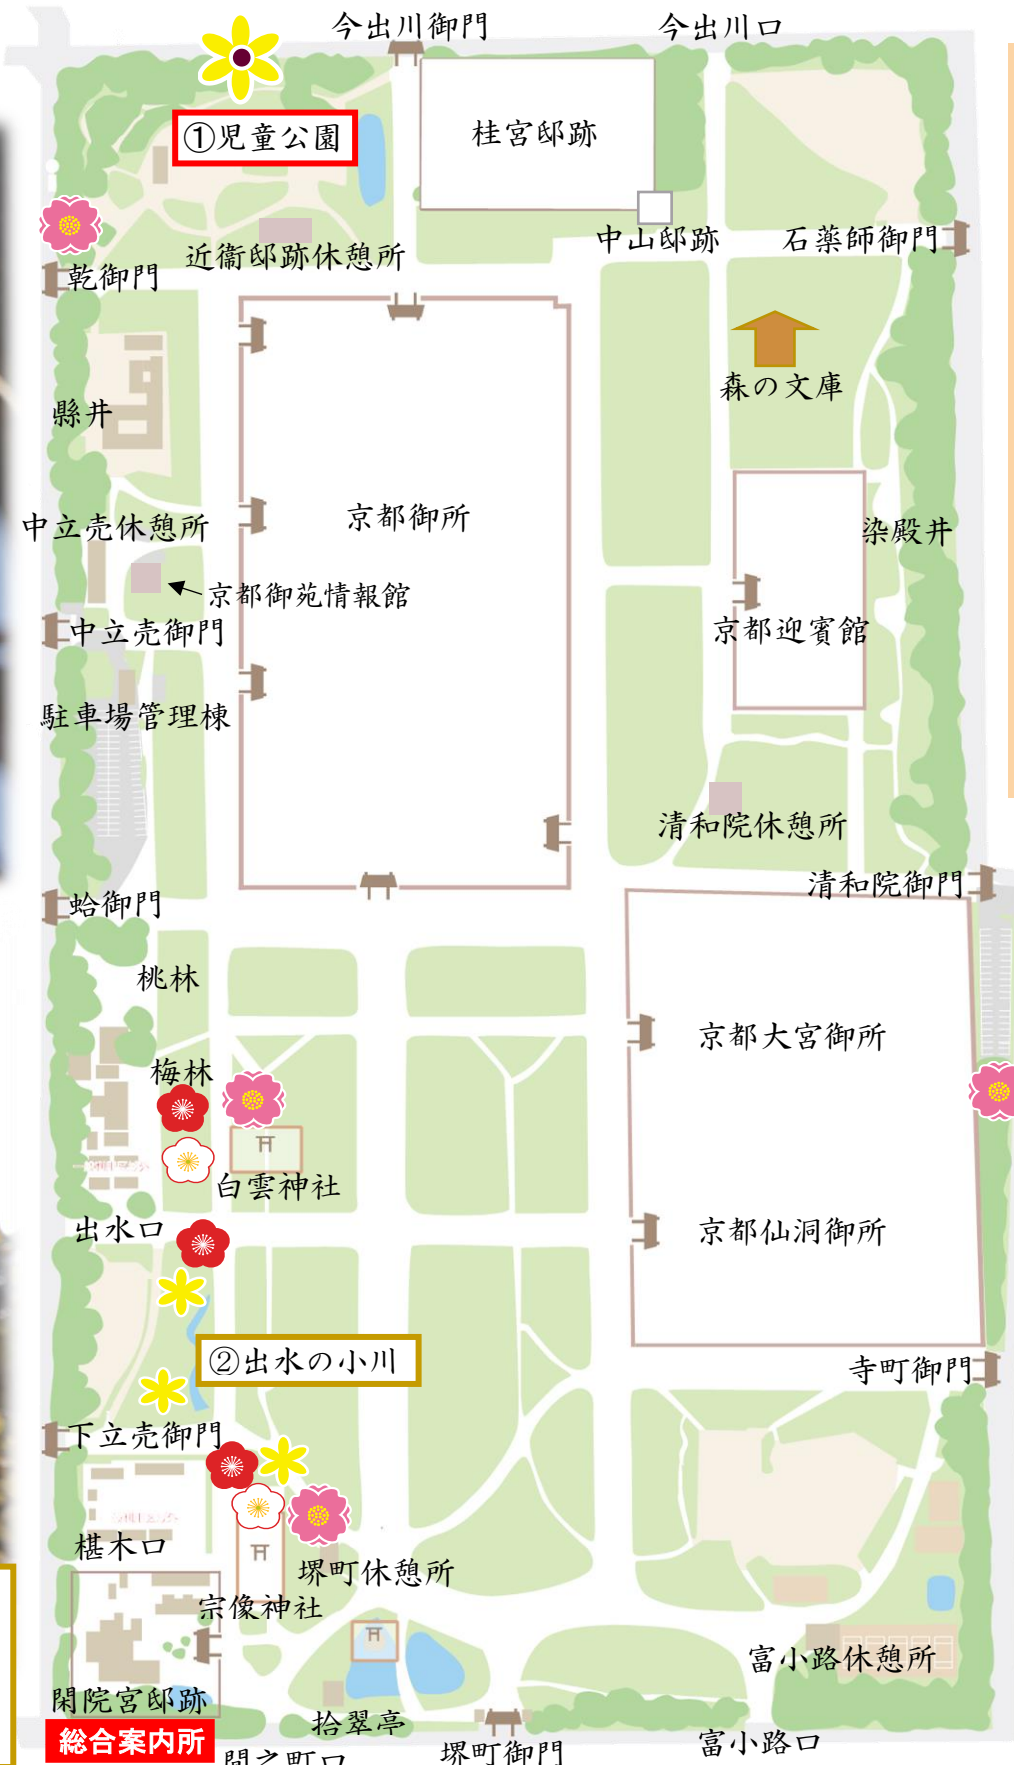 今出川御門
今出川口
①児童公園
桂宮邸跡
中山邸跡
石薬師御門
近衞邸跡休憩所
乾御門
森の文庫
縣井
京都御所
中立売休憩所
染殿井
京都御苑情報館
中立売御門
京都迎賓館
駐車場管理棟
清和院休憩所
清和院御門
蛤御門
桃林
京都大宮御所
梅林
白雲神社
出水口
京都仙洞御所
②出水の小川
寺町御門
下立売御門
椹木口
堺町休憩所
宗像神社
富小路休憩所
閑院宮邸跡
拾翠亭
総合案内所
間之町口
堺町御門
富小路口